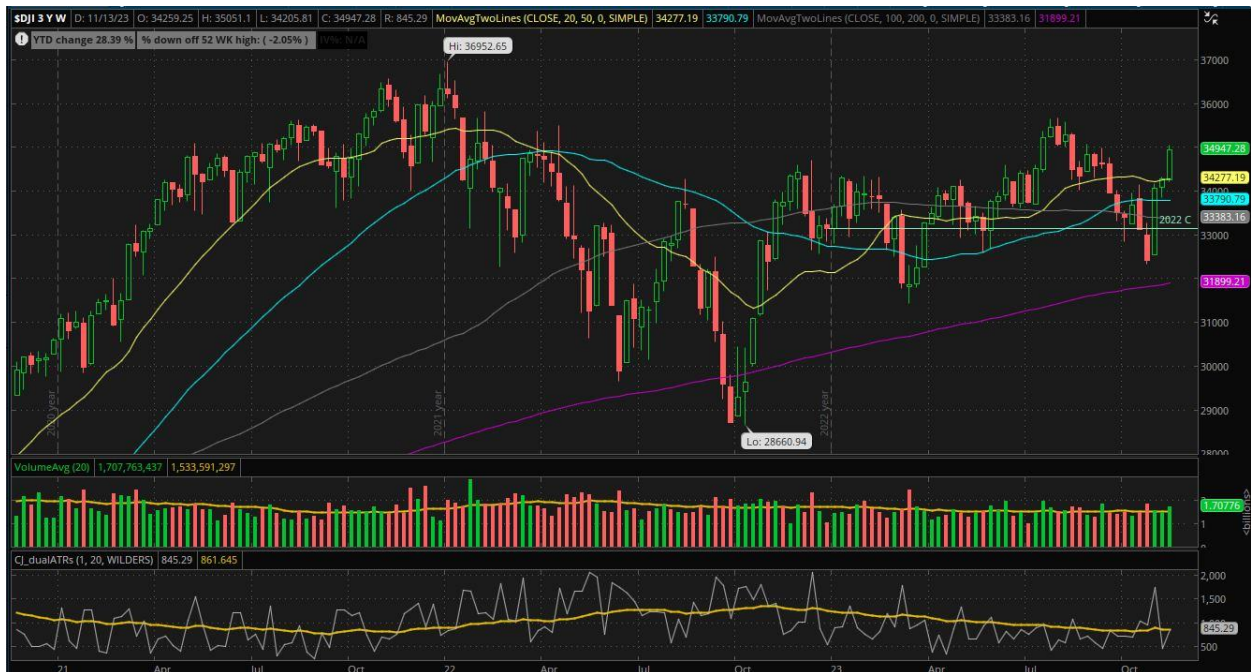 $DJI 3 Y W D: 11/13/23 O: 34259.25 H: 35051.1 L: 34205.81 C: 34947.28 R: 845.29 MovAvgTwoLines (CLOSE, 20, 50, 0, SIMPLE) 34277.19 33790.79 MovAvgTwoLines (CLOSE, 100, 200, 0, SIMPLE) 33383.16 31899.21
YTD change 28.39 % % down off 52 WK high: ( -2.05% ) IV%: N/A
Hi: 36952.65
37000
36000
35000
34947.28
34277.19
34000
33790.79
33383.16
2022 C
33000
31899.21
31000
30000
29000
28000
2020 year
2021 year
2022 year
Lo: 28660.94
VolumeAvg (20) 1,707,763,437 1,533,591,297
1.70776
1
0
<billions>
CJ_dualATRs (1, 20, WILDERS) 845.29 861.645
2,000
1,500
845.29
500
21 Apr Jul Oct 22 Apr Jul Oct 23 Apr Jul Oct